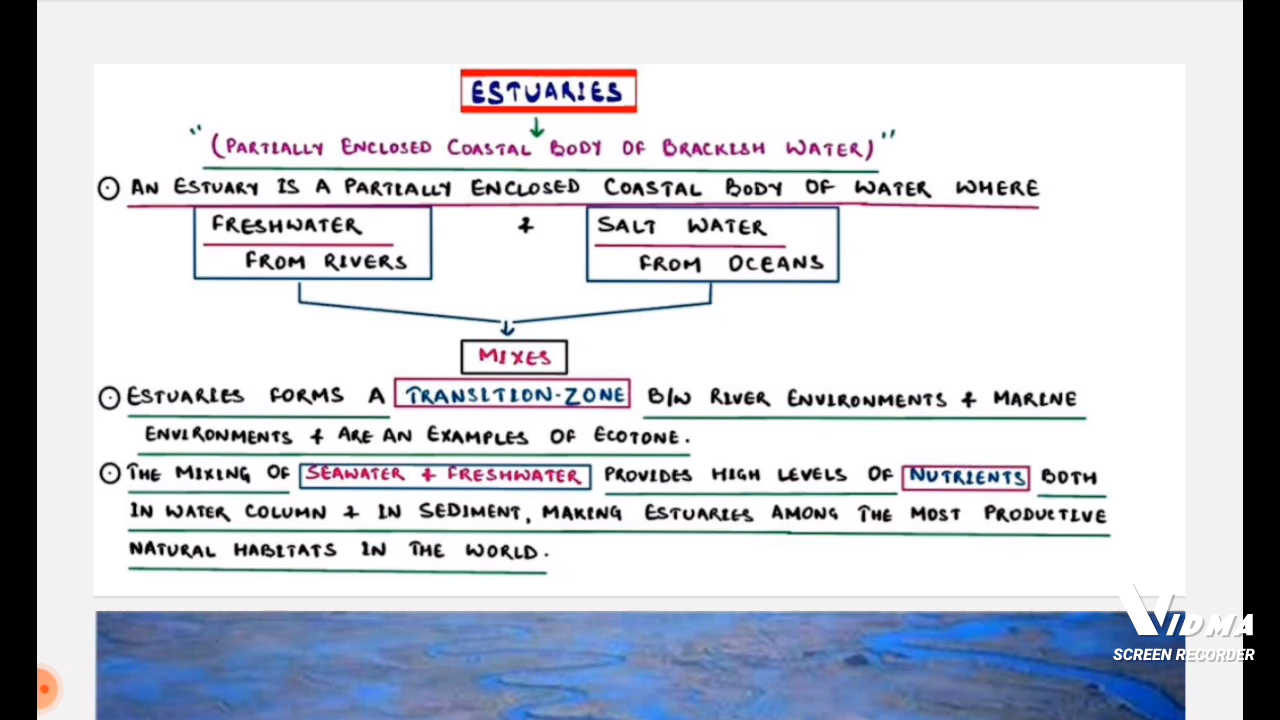 ESTUARIES
"(PARTIALLY ENCLOSED COASTAL BODY OF BRACKISH WATER)"
AN ESTUARY IS A PARTIALLY ENCLOSED COASTAL BODY OF WATER WHERE
FRESHWATER & SALT WATER
FROM RIVERS FROM OCEANS
MIXES
ESTUARIES FORMS A TRANSITION-ZONE B/W RIVER ENVIRONMENTS & MARINE
ENVIRONMENTS & ARE AN EXAMPLES OF ECOTONE.
THE MIXING OF SEAWATER & FRESHWATER PROVIDES HIGH LEVELS OF NUTRIENTS BOTH
IN WATER COLUMN & IN SEDIMENT, MAKING ESTUARIES AMONG THE MOST PRODUCTIVE
NATURAL HABITATS IN THE WORLD.
VIDMA
SCREEN RECORDER